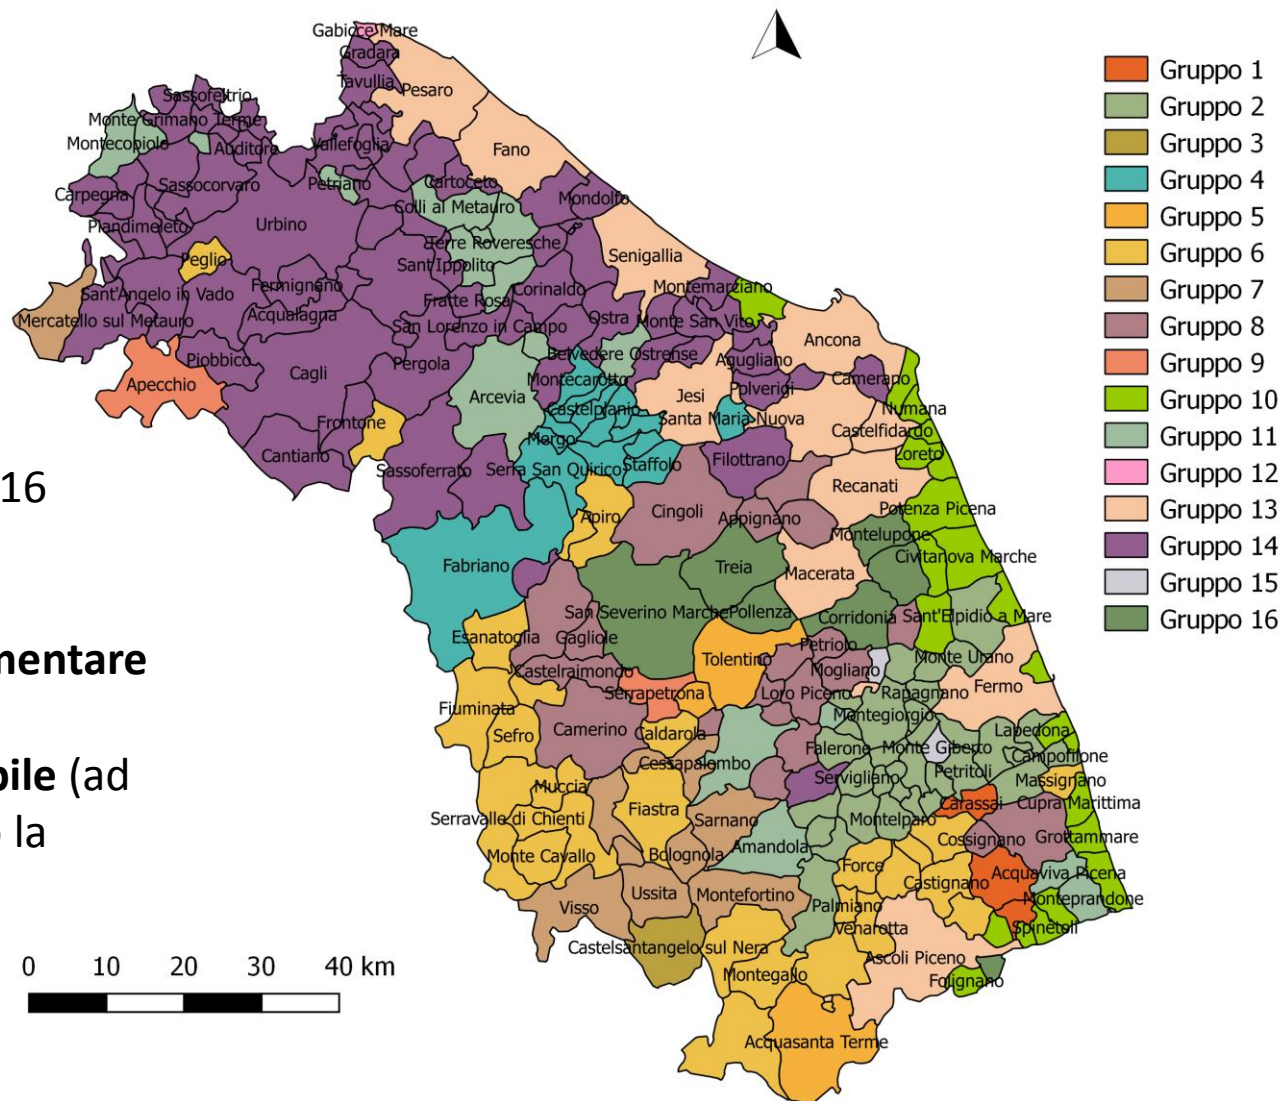 16
mentare
bile (ad
la
Gabicce Mare
Gradara
Tavullia
Pesaro
Sassofeltrio
Monte Grimano Terme
Montecopiolo
Auditore
Vallefoglia
Fano
Carpegna
Sassocorvaro
Petriano
Cartoceto
Colli al Metauro
Mondolfo
Piandimeleto
Urbino
Terre Roveresche
Senigallia
Peglio
Sant'Ippolito
Sant'Angelo in Vado
Fermignano
Fratte Rosa
Corinaldo
Montemarciano
Mercatello sul Metauro
Acqualagna
San Lorenzo in Campo
Ostra
Monte San Vito
Ancona
Piobbico
Cagli
Pergola
Belvedere Ostrense
Agugliano
Apecchio
Montecarotto
Polverigi
Camerano
Arcevia
Jesi
Castelplanio
Numana
Frontone
Santa Maria Nuova
Castelfidardo
Mergo
Loreto
Cantiano
Sassoferrato
Serra San Quirico
Staffolo
Filottrano
Recanati
Apiro
Cingoli
Appignano
Potenza Picena
Montelupone
Fabriano
Treia
Macerata
Civitanova Marche
San Severino Marche
Pollenza
Corridonia
Sant'Elpidio a Mare
Esanatoglia
Gagliole
Petriolo
Tolentino
Monte Urano
Castelraimondo
Mogliano
Serrapetrona
Loro Piceno
Rapagnano
Fermo
Fiuminata
Montegiorgio
Sefro
Camerino
Caldarola
Lapedona
Falerone
Monte Giberto
Campofilone
Cessapalombo
Petritoli
Servigliano
Massignano
Muccia
Fiastra
Carassai
Cupra Marittima
Serravalle di Chienti
Sarnano
Montelparo
Cossignano
Grottammare
Monte Cavallo
Bolognola
Amandola
Force
Castignano
Acquaviva Picena
Visso
Ussita
Montefortino
Palmiano
Monteprandone
Venarotta
Spinetoli
Castelsantangelo sul Nera
Ascoli Piceno
Montegallo
Folignano
Acquasanta Terme
0 10 20 30 40 km
Gruppo 1
Gruppo 2
Gruppo 3
Gruppo 4
Gruppo 5
Gruppo 6
Gruppo 7
Gruppo 8
Gruppo 9
Gruppo 10
Gruppo 11
Gruppo 12
Gruppo 13
Gruppo 14
Gruppo 15
Gruppo 16